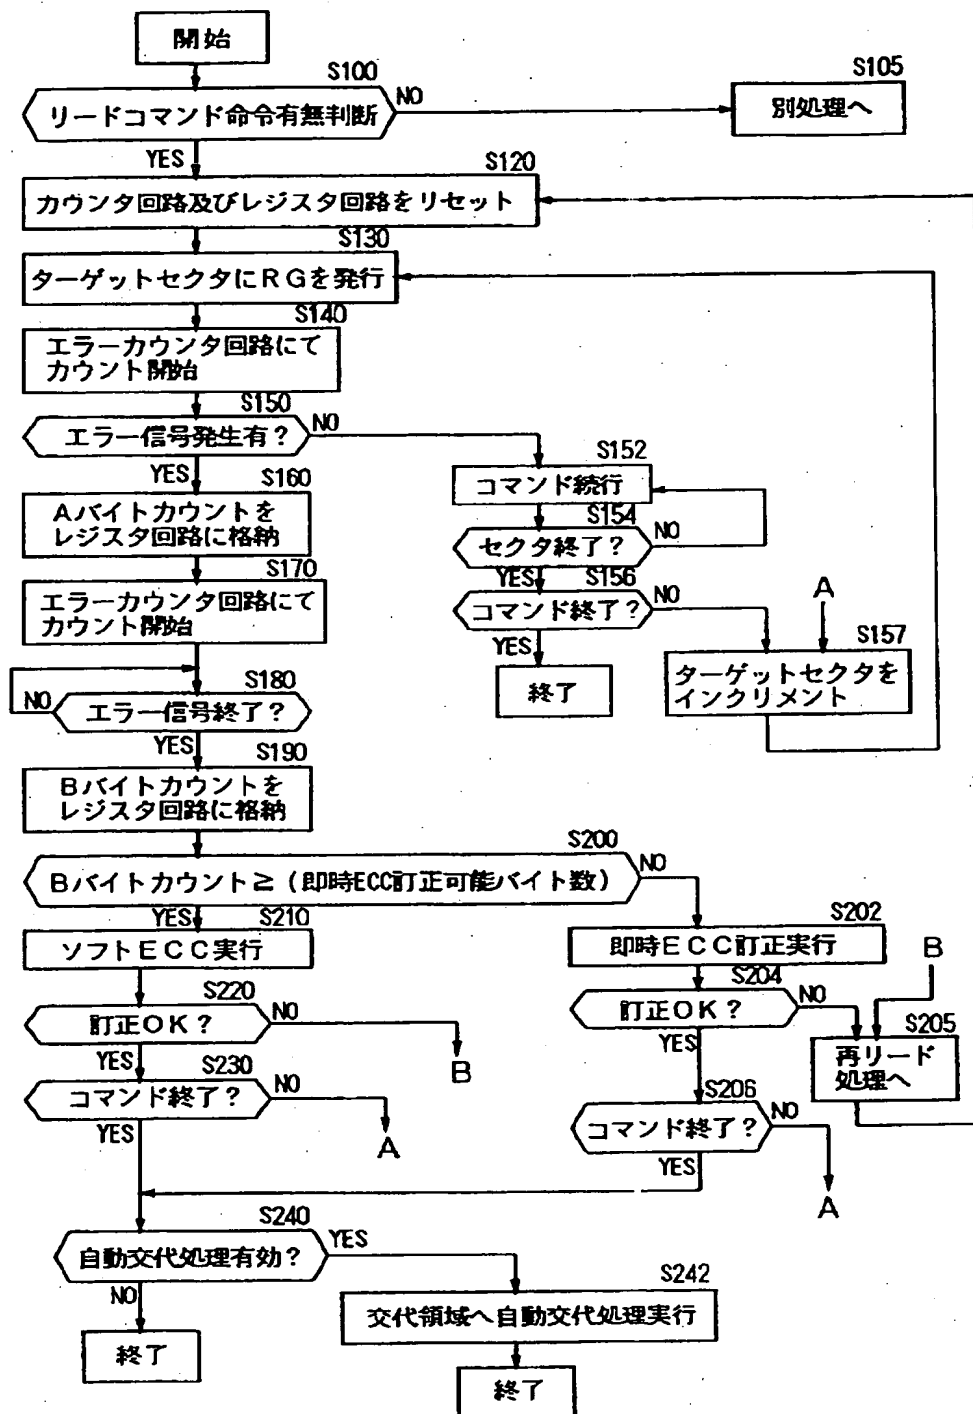 開始
S100
リードコマンド命令有無判断
NO
S105
別処理へ
YES
S120
カウンタ回路及びレジスタ回路をリセット
S130
ターゲットセクタにRGを発行
S140
エラーカウンタ回路にて
カウント開始
S150
エラー信号発生有?
NO
YES
S152
コマンド続行
S160
Aバイトカウントを
レジスタ回路に格納
S154
セクタ終了?
NO
YES
S170
エラーカウンタ回路にて
カウント開始
S156
コマンド終了?
NO
YES
終了
A
S157
ターゲットセクタを
インクリメント
S180
エラー信号終了?
NO
YES
S190
Bバイトカウントを
レジスタ回路に格納
S200
Bバイトカウント≧(即時ECC訂正可能バイト数)
NO
YES
S210
ソフトECC実行
S202
即時ECC訂正実行
S220
訂正OK?
NO
B
YES
S204
訂正OK?
NO
YES
B
S205
再リード
処理へ
S230
コマンド終了?
NO
A
YES
S206
コマンド終了?
NO
A
YES
S240
自動交代処理有効?
YES
NO
S242
交代領域へ自動交代処理実行
終了
終了